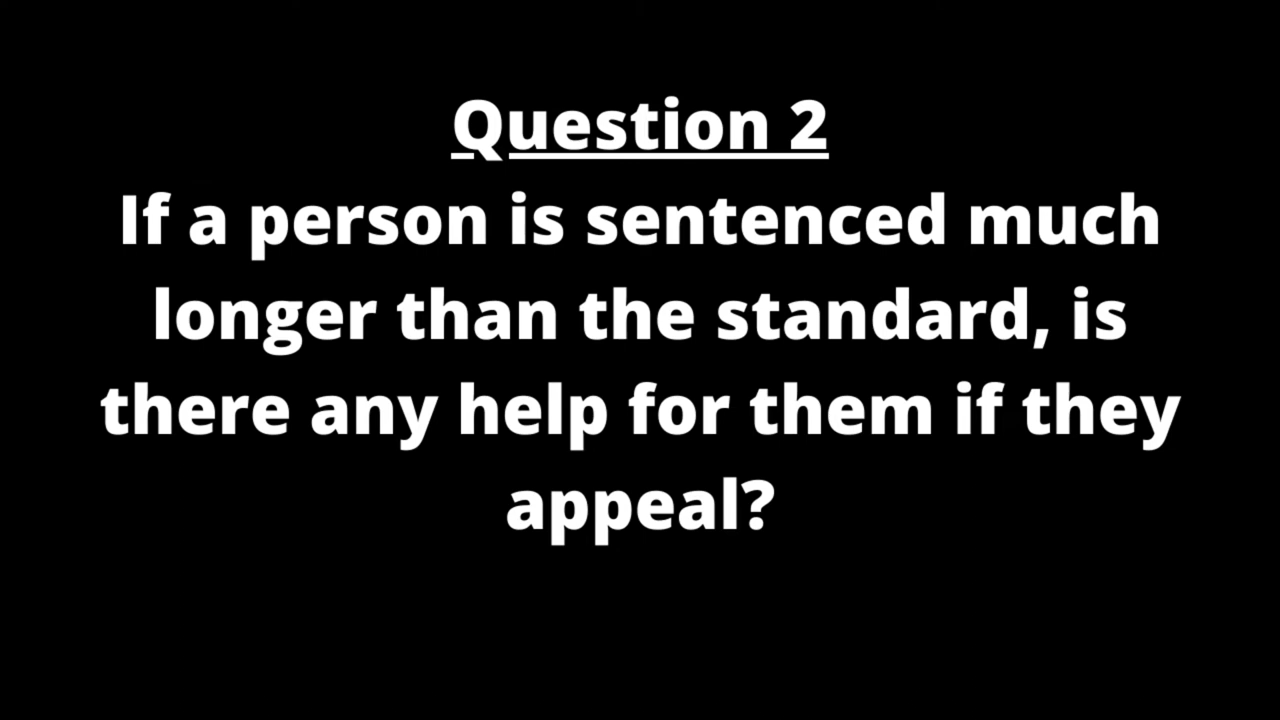 Question 2
If a person is sentenced much
longer than the standard, is
there any help for them if they
appeal?